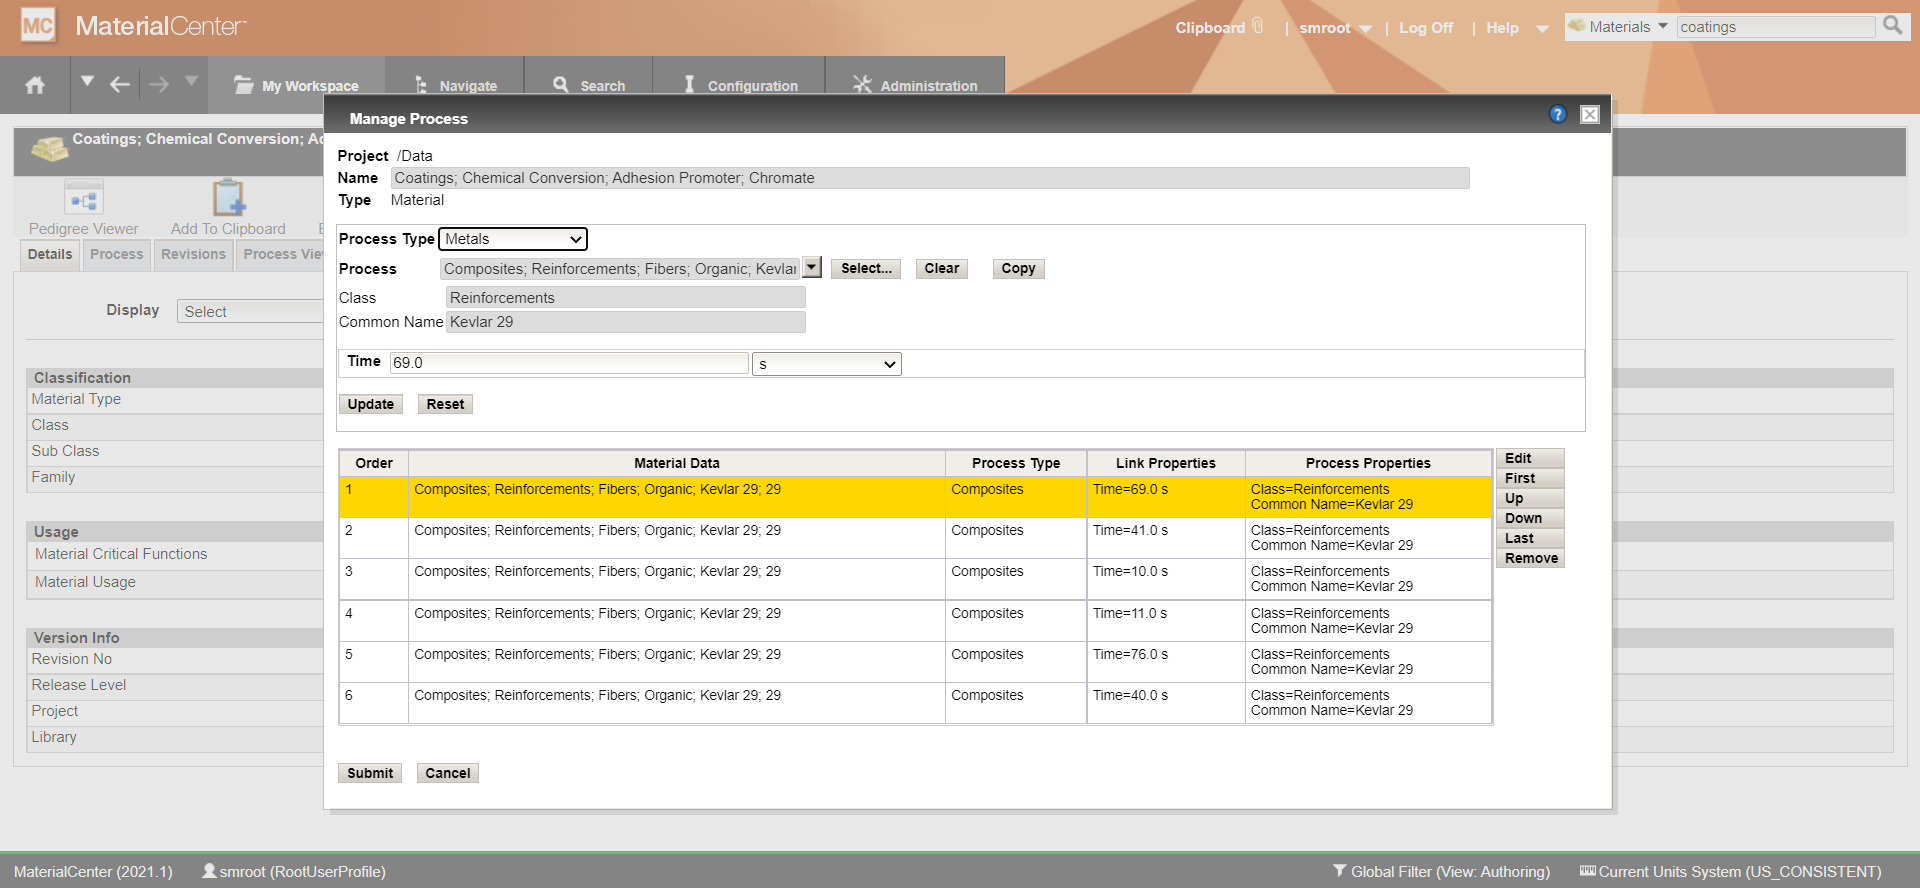 MC MaterialCenter
Clipboard | smroot | Log Off | Help
Materials coatings
My Workspace Navigate Search Configuration Administration
Coatings; Chemical Conversion; Ad
Pedigree Viewer Add To Clipboard
Details Process Revisions Process Vie
Display Select
Classification
Material Type
Class
Sub Class
Family
Usage
Material Critical Functions
Material Usage
Version Info
Revision No
Release Level
Project
Library
Manage Process ?
Project /Data
Name Coatings; Chemical Conversion; Adhesion Promoter; Chromate
Type Material
Process Type Metals
Process Composites; Reinforcements; Fibers; Organic; Kevlar Select... Clear Copy
Class Reinforcements
Common Name Kevlar 29
Time 69.0 s
Update Reset
Order Material Data Process Type Link Properties Process Properties
1 Composites; Reinforcements; Fibers; Organic; Kevlar 29; 29 Composites Time=69.0 s Class=Reinforcements
Common Name=Kevlar 29
2 Composites; Reinforcements; Fibers; Organic; Kevlar 29; 29 Composites Time=41.0 s Class=Reinforcements
Common Name=Kevlar 29
3 Composites; Reinforcements; Fibers; Organic; Kevlar 29; 29 Composites Time=10.0 s Class=Reinforcements
Common Name=Kevlar 29
4 Composites; Reinforcements; Fibers; Organic; Kevlar 29; 29 Composites Time=11.0 s Class=Reinforcements
Common Name=Kevlar 29
5 Composites; Reinforcements; Fibers; Organic; Kevlar 29; 29 Composites Time=76.0 s Class=Reinforcements
Common Name=Kevlar 29
6 Composites; Reinforcements; Fibers; Organic; Kevlar 29; 29 Composites Time=40.0 s Class=Reinforcements
Common Name=Kevlar 29
Edit
First
Up
Down
Last
Remove
Submit Cancel
MaterialCenter (2021.1) smroot (RootUserProfile) Global Filter (View: Authoring) Current Units System (US_CONSISTENT)